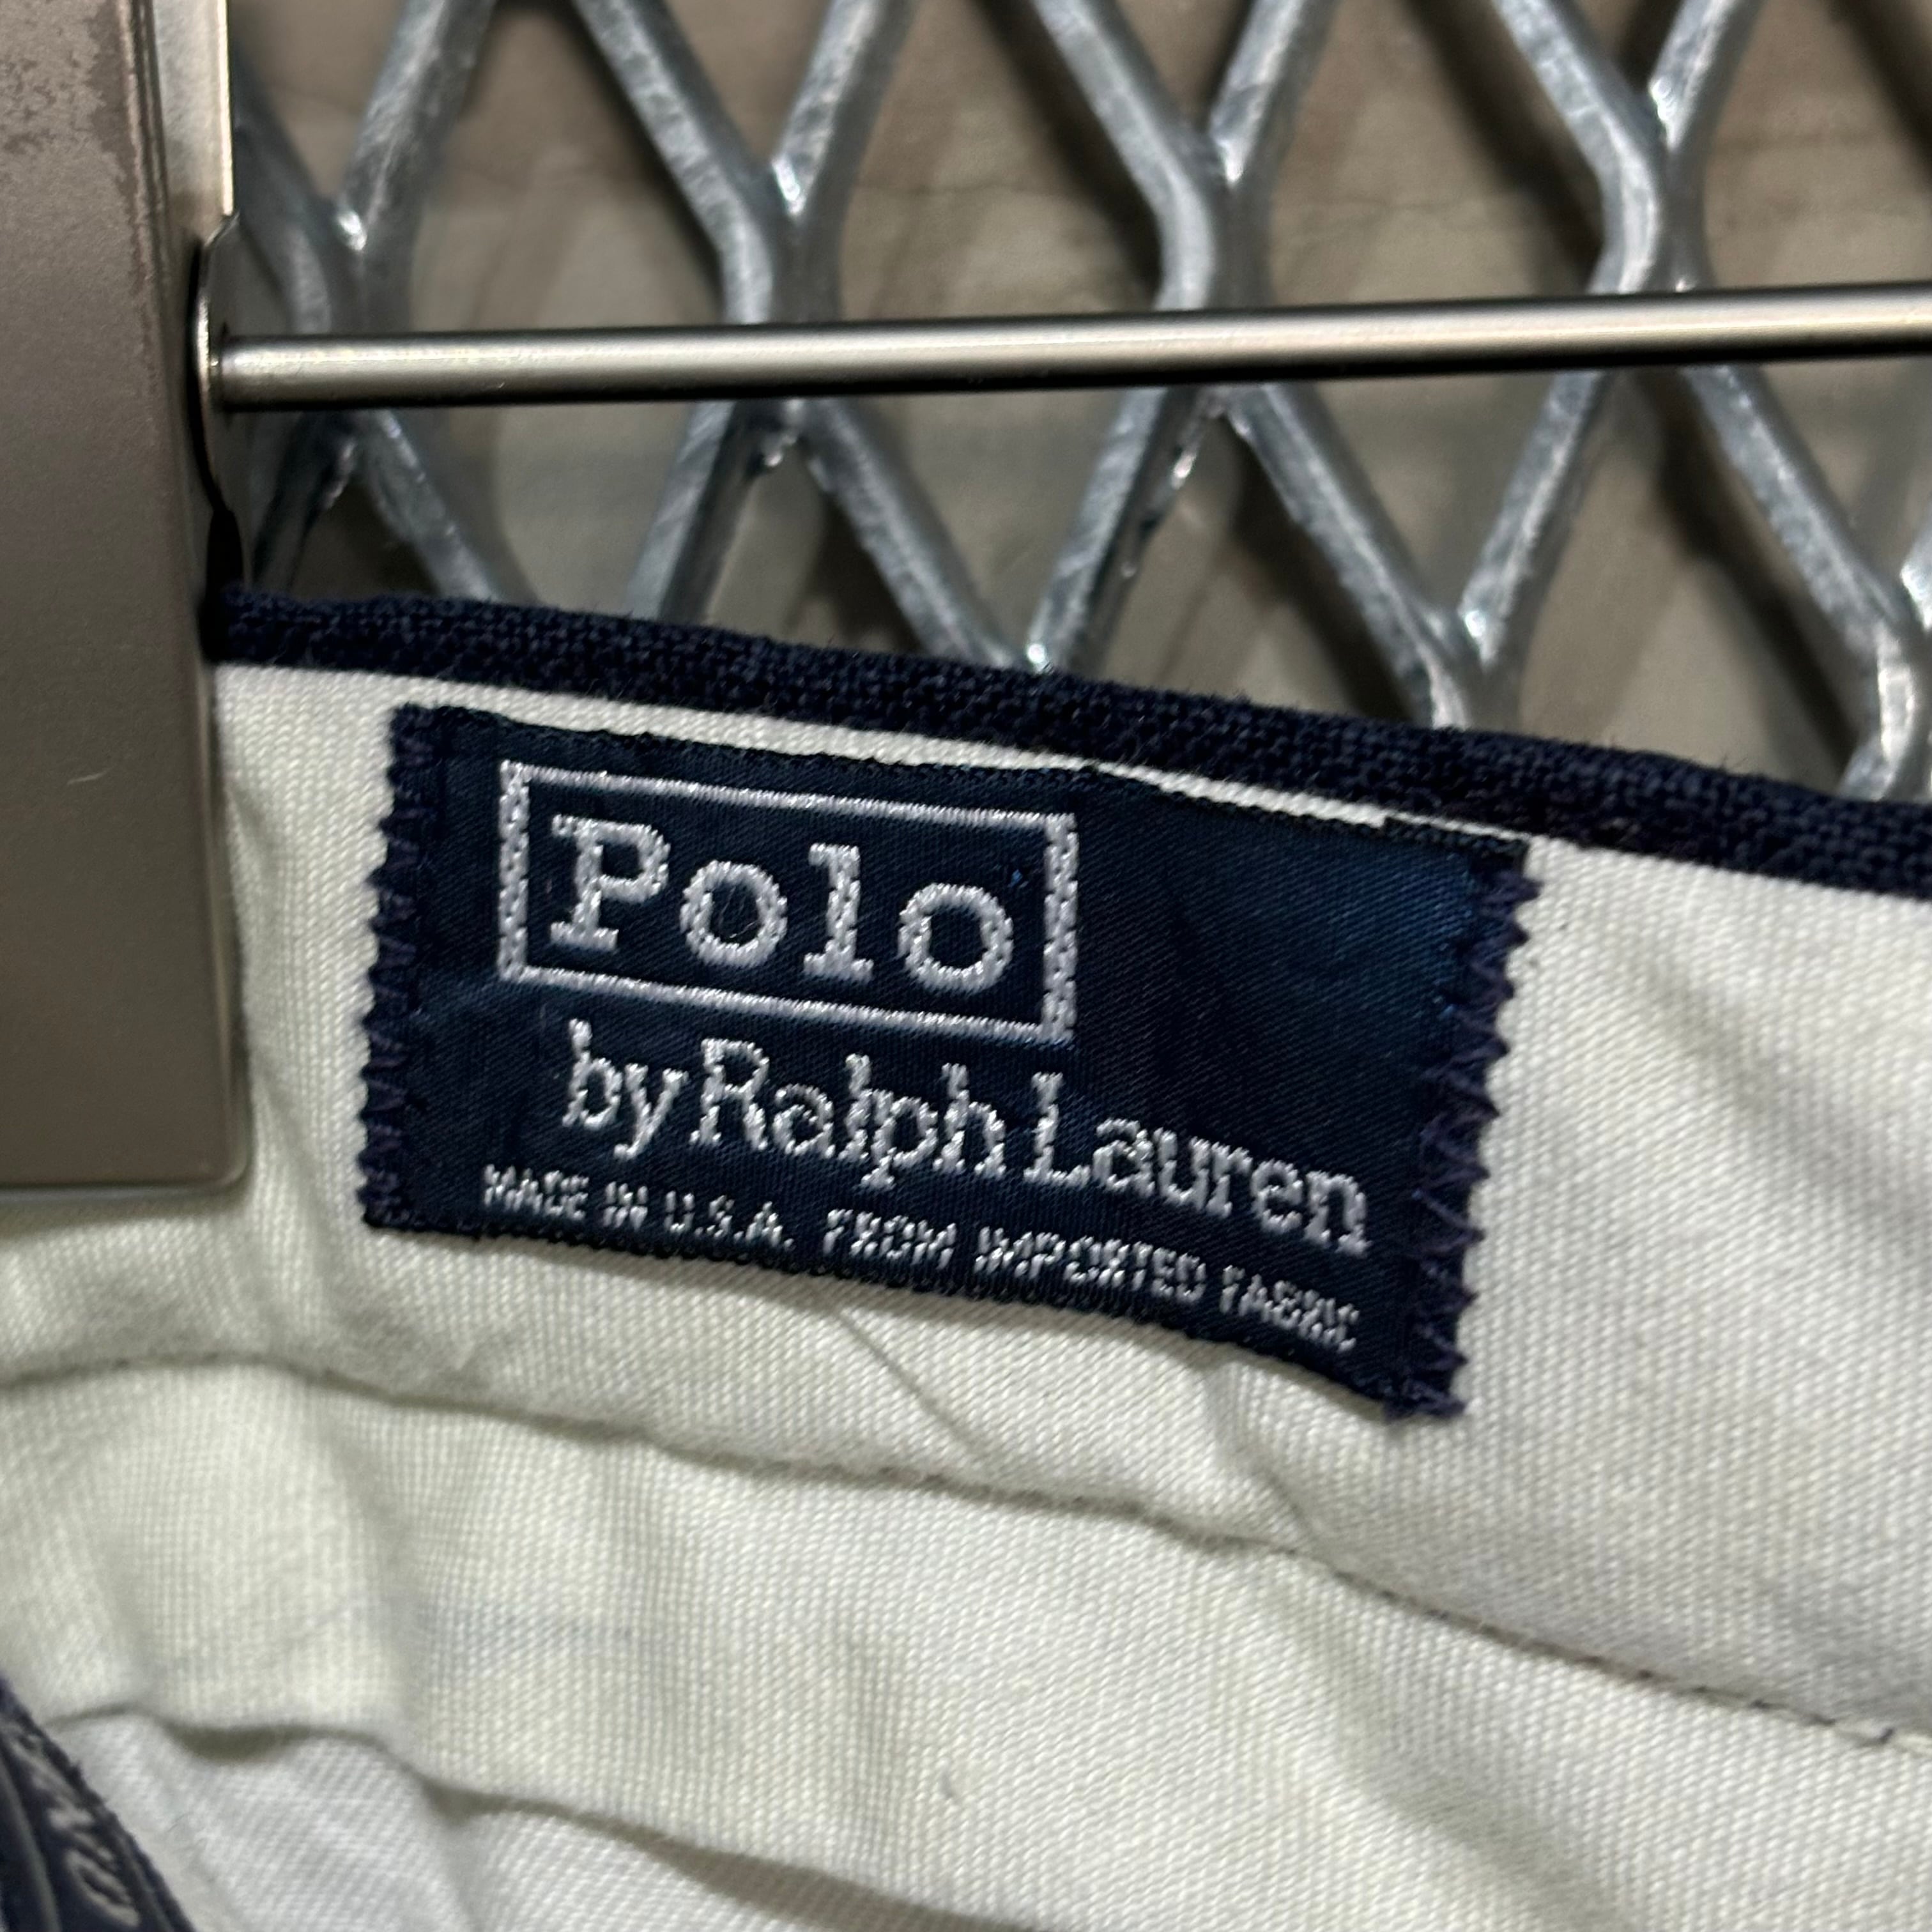 Polo
by Ralph Lauren
MADE IN U.S.A. FROM IMPORTED FABRIC